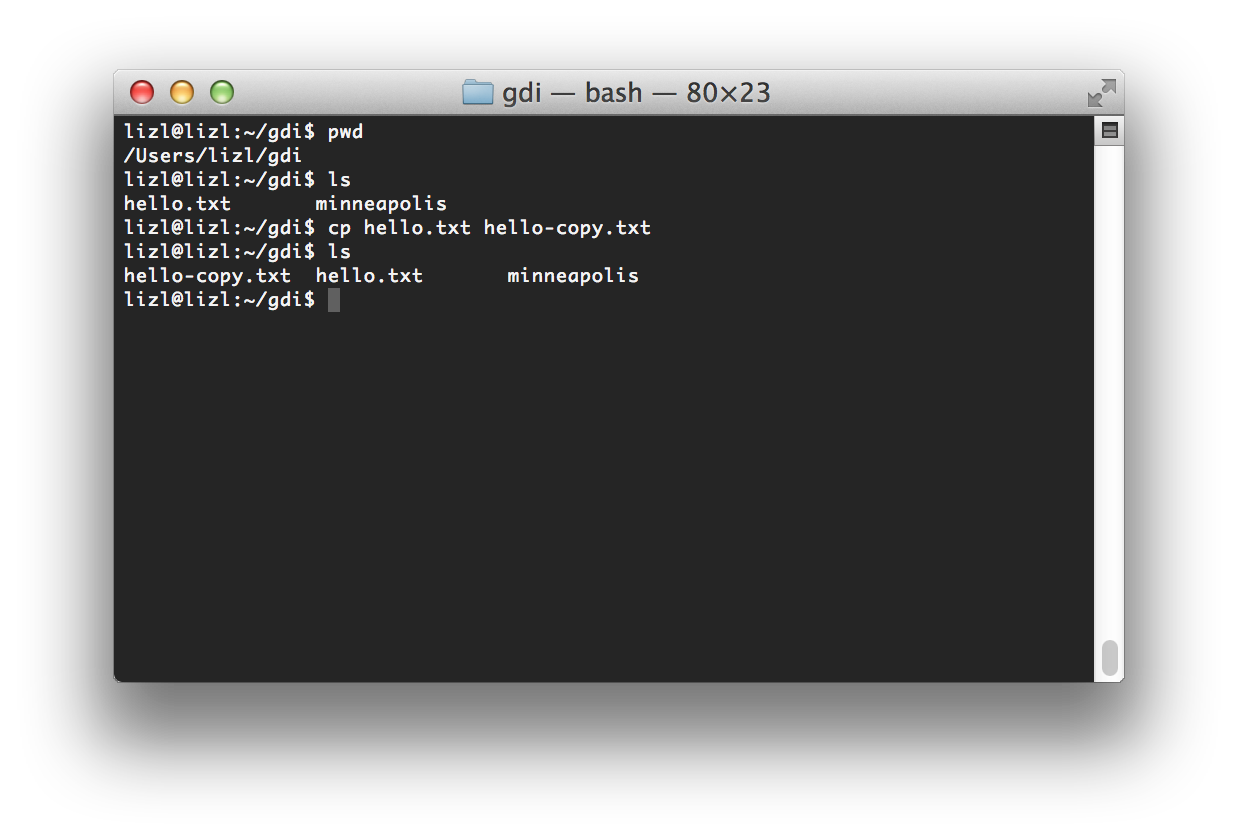 gdi — bash — 80×23
lizl@lizl:~/gdi$ pwd
/Users/lizl/gdi
lizl@lizl:~/gdi$ ls
hello.txt       minneapolis
lizl@lizl:~/gdi$ cp hello.txt hello-copy.txt
lizl@lizl:~/gdi$ ls
hello-copy.txt  hello.txt       minneapolis
lizl@lizl:~/gdi$